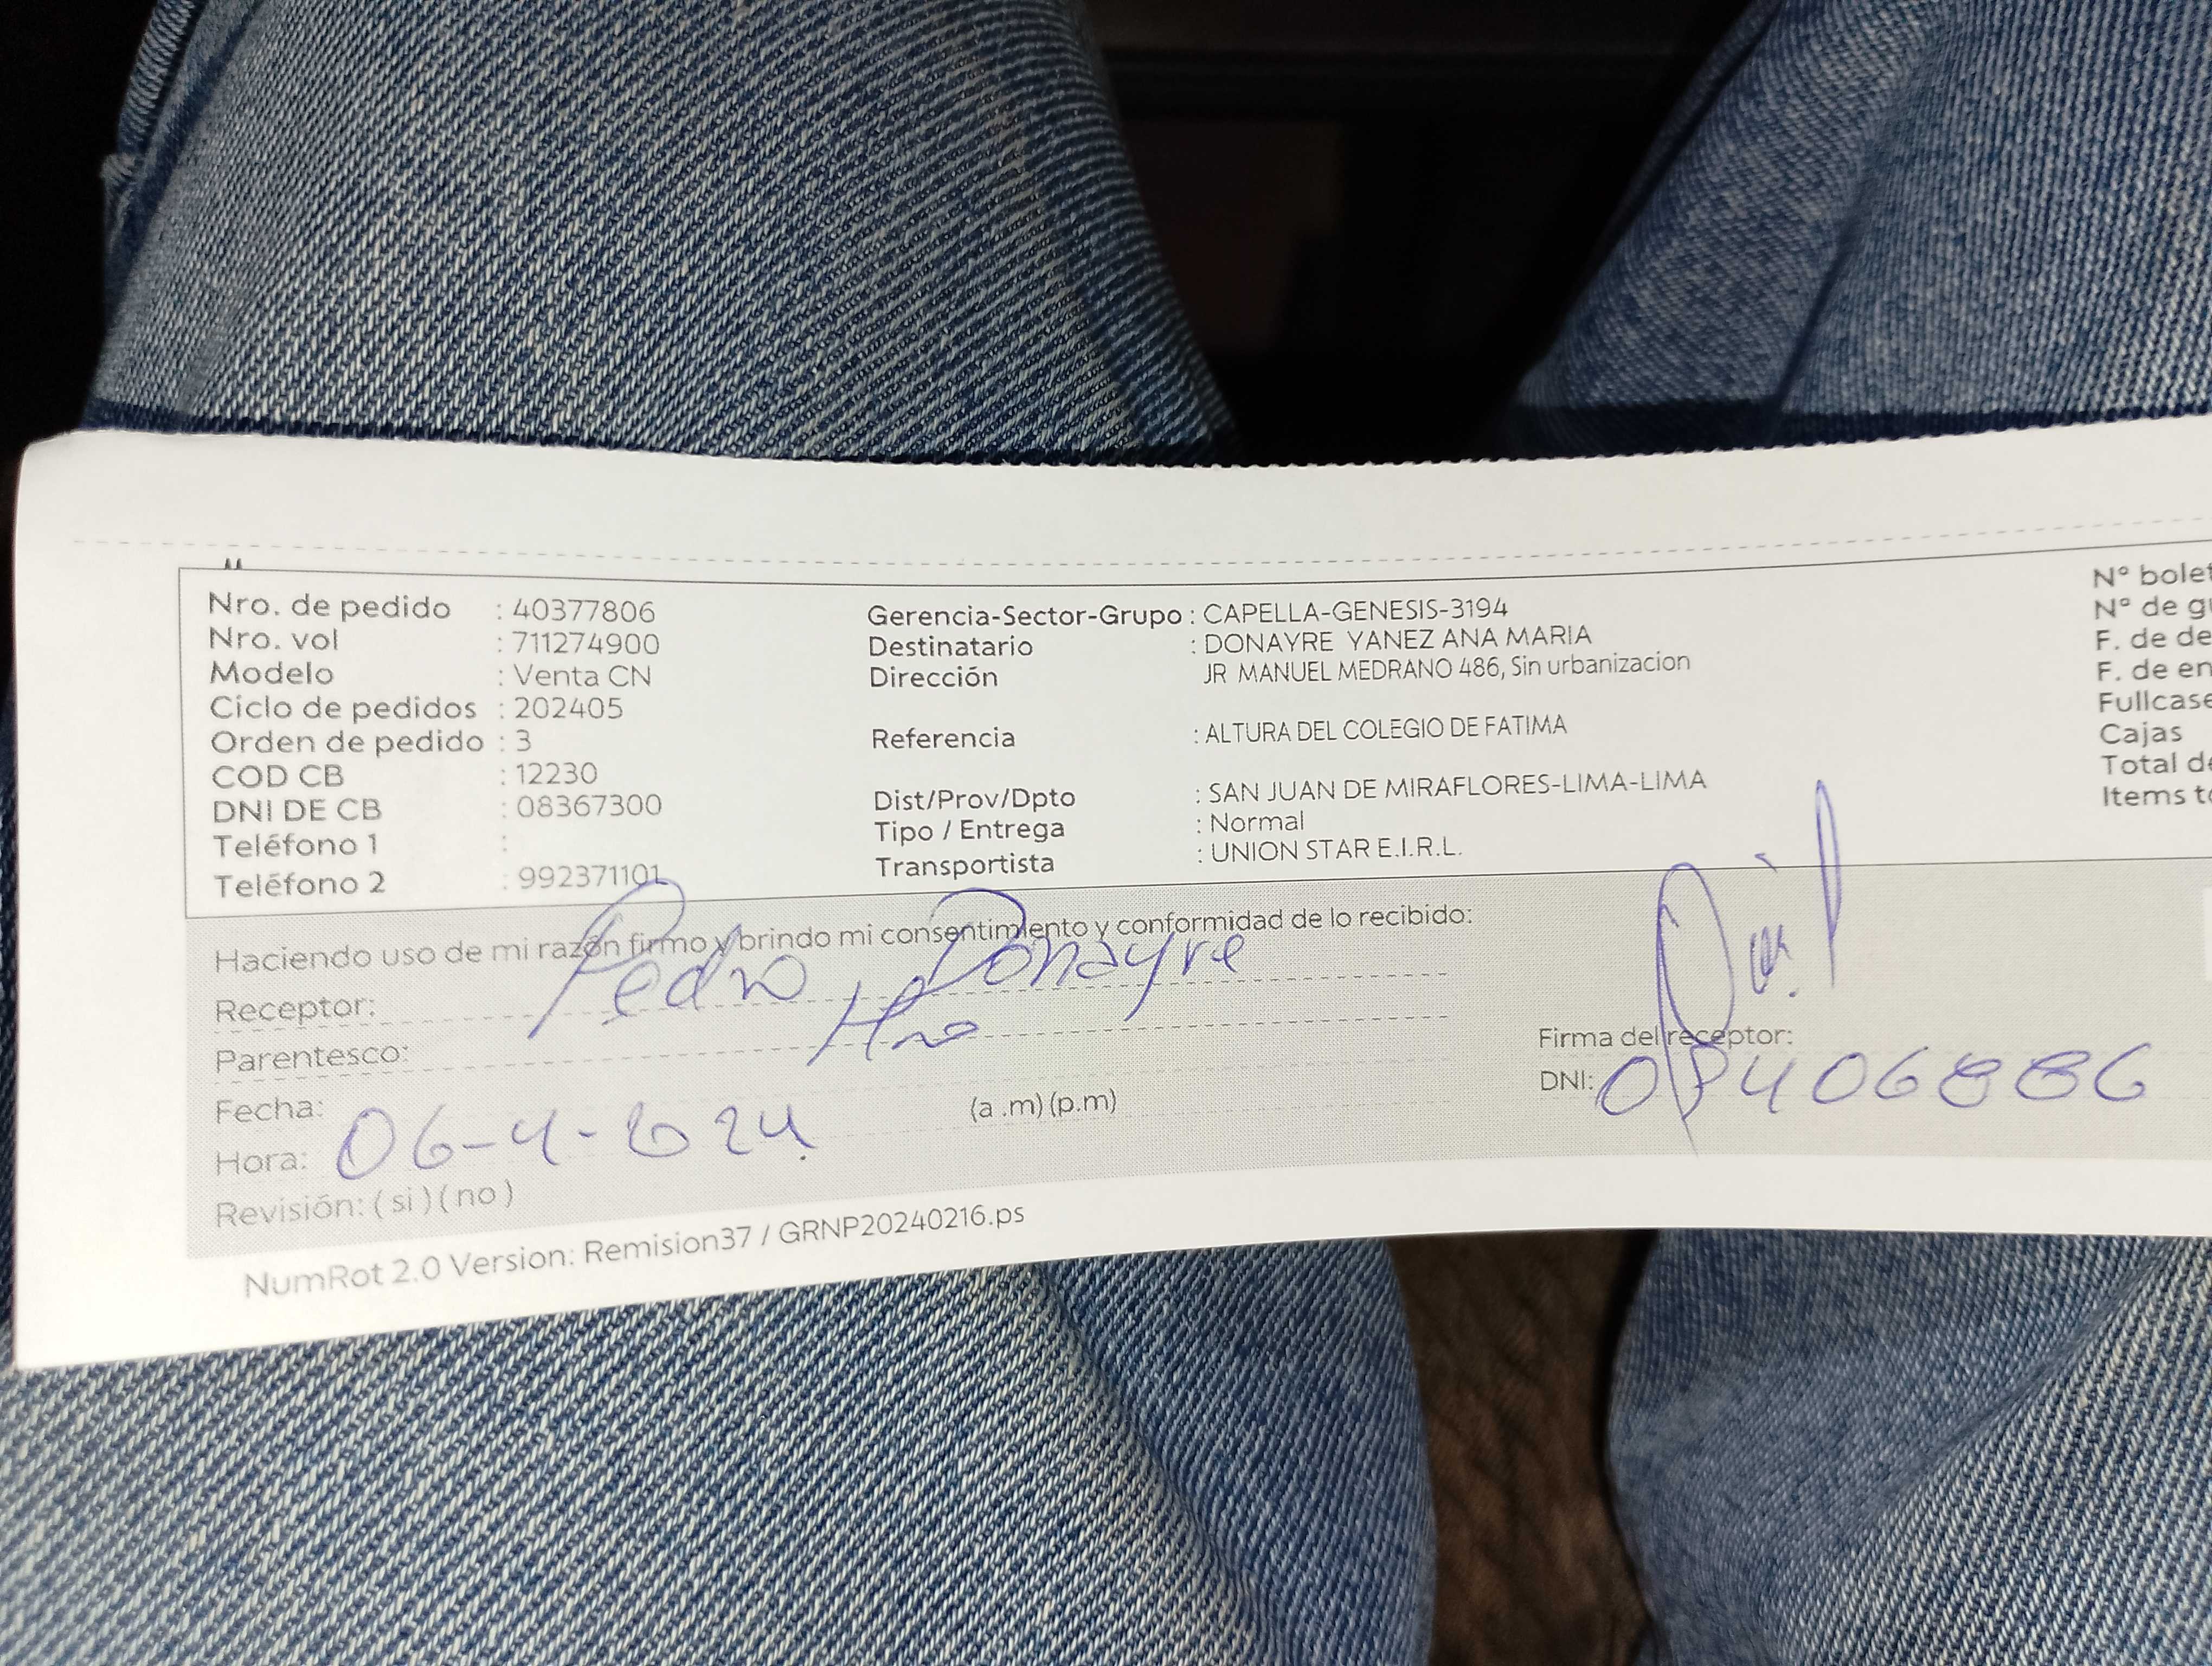 Nro. de pedido : 40377806
Nro. vol : 711274900
Modelo : Venta CN
Ciclo de pedidos : 202405
Orden de pedido : 3
COD CB : 12230
DNI DE CB : 08367300
Teléfono 1 :
Teléfono 2 : 992371101
Gerencia-Sector-Grupo : CAPELLA-GENESIS-3194
Destinatario : DONAYRE YANEZ ANA MARIA
Dirección JR MANUEL MEDRANO 486, Sin urbanizacion
Referencia : ALTURA DEL COLEGIO DE FATIMA
Dist/Prov/Dpto : SAN JUAN DE MIRAFLORES-LIMA-LIMA
Tipo / Entrega : Normal
Transportista : UNION STAR E.I.R.L.
N° bolet
N° de gu
F. de de
F. de en
Fullcase
Cajas
Total de
Items to
Haciendo uso de mi razón firmo y brindo mi consentimiento y conformidad de lo recibido:
Receptor: Pedro Donayre
Parentesco: Hno
Fecha: (a .m) (p.m)
Hora: 06-4-2024
Revisión: ( si ) ( no )
Firma del receptor:
DNI: 08406886
NumRot 2.0 Version: Remision37 / GRNP20240216.ps